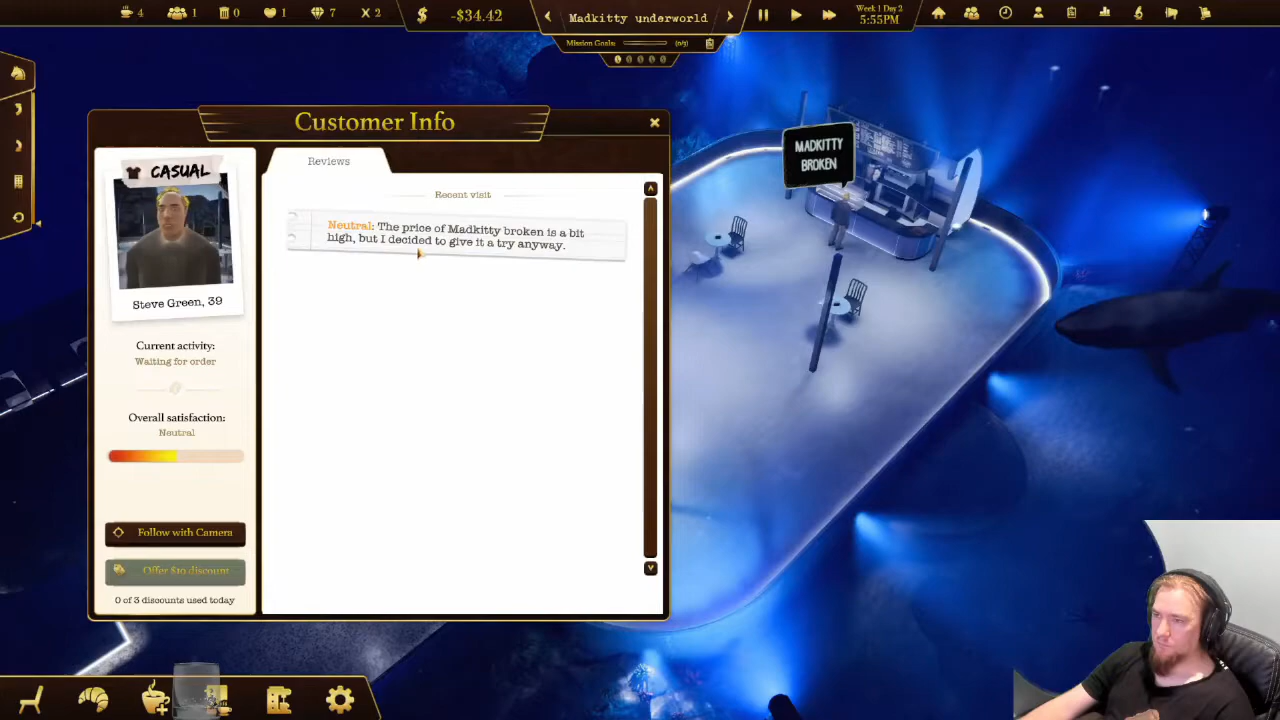 4
1
0
1
7
X 2
$ -$34.42
Madkitty underworld
Week 1 Day 2
5:55PM
Mission Goals:
(0/3)
Customer Info
MADKITTY
BROKEN
CASUAL
Steve Green, 39
Current activity:
Waiting for order
Overall satisfaction:
Neutral
Follow with Camera
Offer $10 discount
0 of 3 discounts used today
Reviews
Recent visit
Neutral: The price of Madkitty broken is a bit
high, but I decided to give it a try anyway.